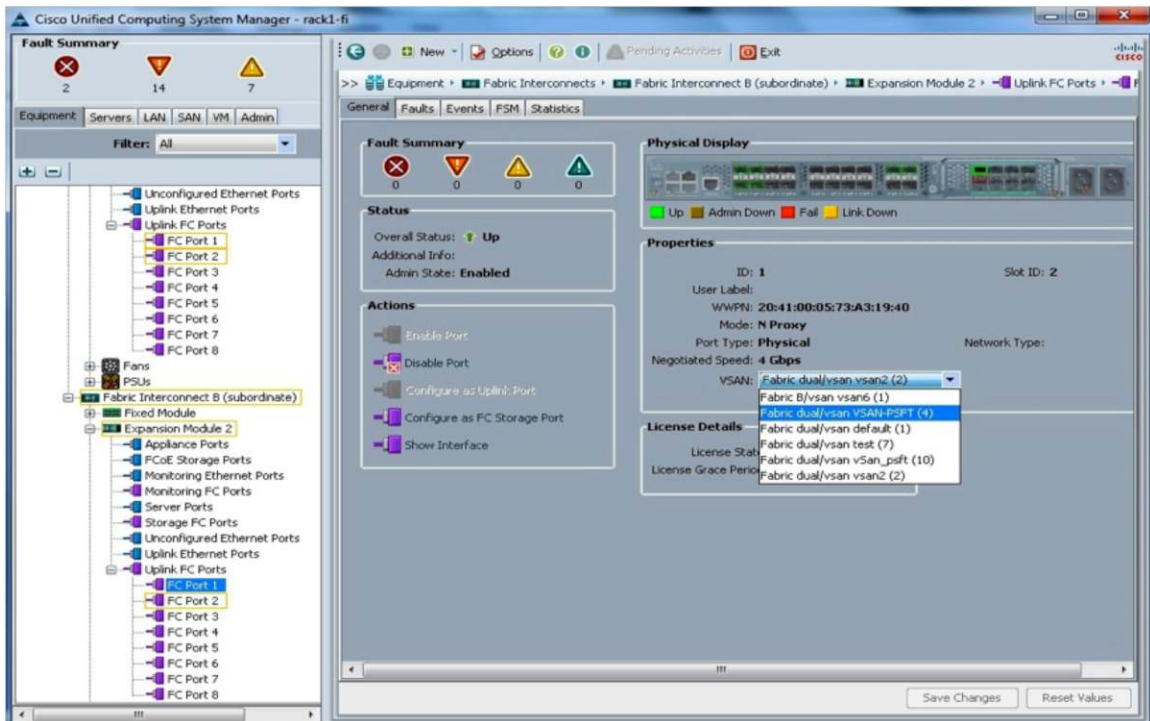 Cisco Unified Computing System Manager - rack1-fi
Fault Summary
2 14 7
Equipment Servers LAN SAN VM Admin
Filter: All
Unconfigured Ethernet Ports
Uplink Ethernet Ports
Uplink FC Ports
FC Port 1
FC Port 2
FC Port 3
FC Port 4
FC Port 5
FC Port 6
FC Port 7
FC Port 8
Fans
PSUs
Fabric Interconnect B (subordinate)
Fixed Module
Expansion Module 2
Appliance Ports
FCoE Storage Ports
Monitoring Ethernet Ports
Monitoring FC Ports
Server Ports
Storage FC Ports
Unconfigured Ethernet Ports
Uplink Ethernet Ports
Uplink FC Ports
FC Port 1
FC Port 2
FC Port 3
FC Port 4
FC Port 5
FC Port 6
FC Port 7
FC Port 8
New Options Pending Activities Exit
CISCO
>> Equipment Fabric Interconnects Fabric Interconnect B (subordinate) Expansion Module 2 Uplink FC Ports F
General Faults Events FSM Statistics
Fault Summary
0 0 0 0
Status
Overall Status: Up
Additional Info:
Admin State: Enabled
Actions
Enable Port
Disable Port
Configure as Uplink Port
Configure as FC Storage Port
Show Interface
Physical Display
Up Admin Down Fail Link Down
Properties
ID: 1 Slot ID: 2
User Label:
WWPN: 20:41:00:05:73:A3:19:40
Mode: N Proxy
Port Type: Physical Network Type:
Negotiated Speed: 4 Gbps
VSAN: Fabric dual/vsan vsan2 (2)
Fabric B/vsan vsan6 (1)
Fabric dual/vsan VSAN-PSFT (4)
Fabric dual/vsan default (1)
Fabric dual/vsan test (7)
Fabric dual/vsan vSan_psft (10)
Fabric dual/vsan vsan2 (2)
License Details
License Stat
License Grace Perio
Save Changes Reset Values